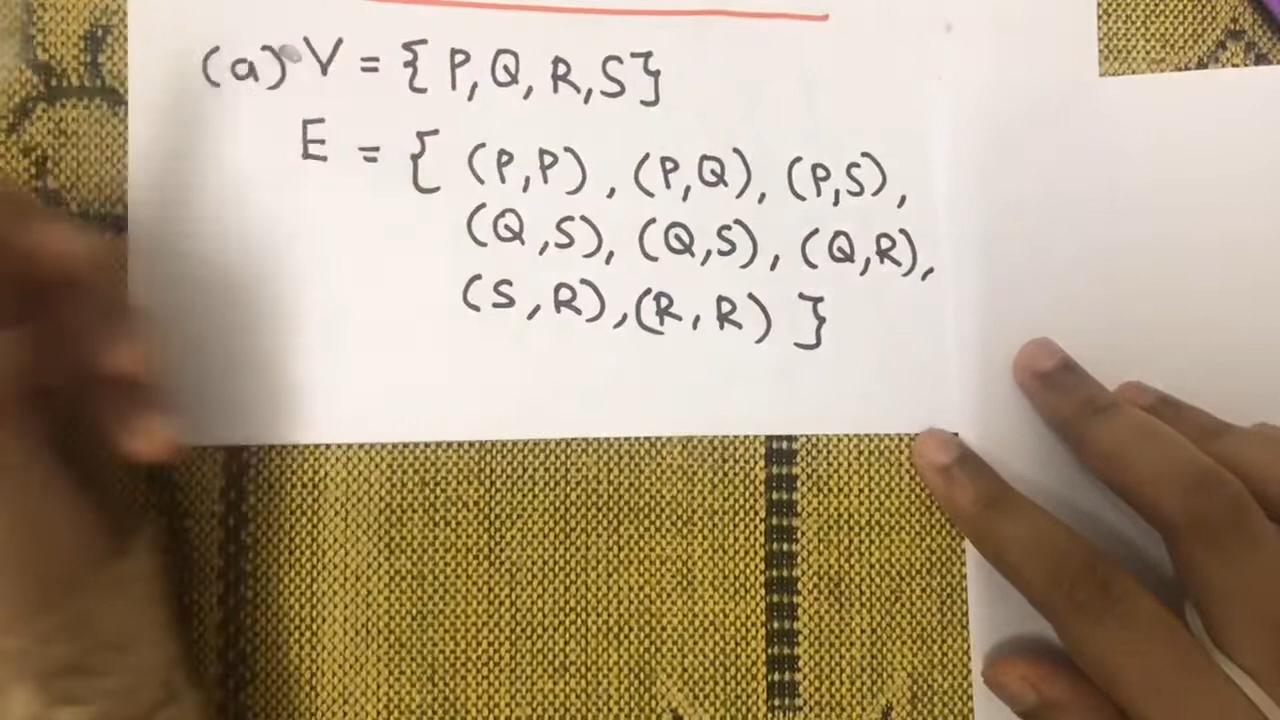 (a) V = { P, Q, R, S }
E = { (P,P), (P,Q), (P,S),
(Q,S), (Q,S), (Q,R),
(S,R), (R,R) }